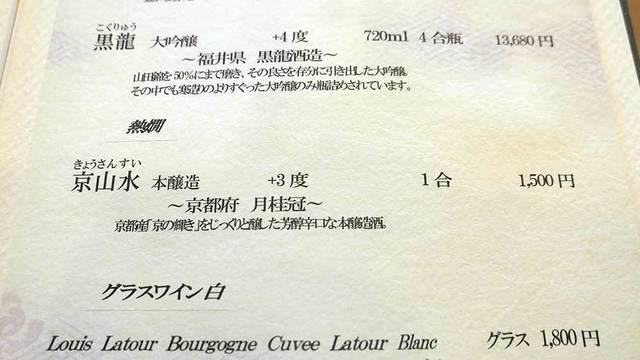 こくりゅう
黒龍 大吟醸 +4度 720ml 4合瓶 13,680円
～福井県 黒龍酒造～
山田錦を50%にまで磨き、その良さを存分に引き出した大吟醸。
その中でも寒造りのよりすぐった大吟醸のみ瓶詰めされています。
熱燗
きょうさんすい
京山水 本醸造 +3度 1合 1,500円
～京都府 月桂冠～
京都産「京の輝き」をじっくりと醸した芳醇辛口な本醸造酒。
グラスワイン 白
Louis Latour Bourgogne Cuvee Latour Blanc グラス 1,800円